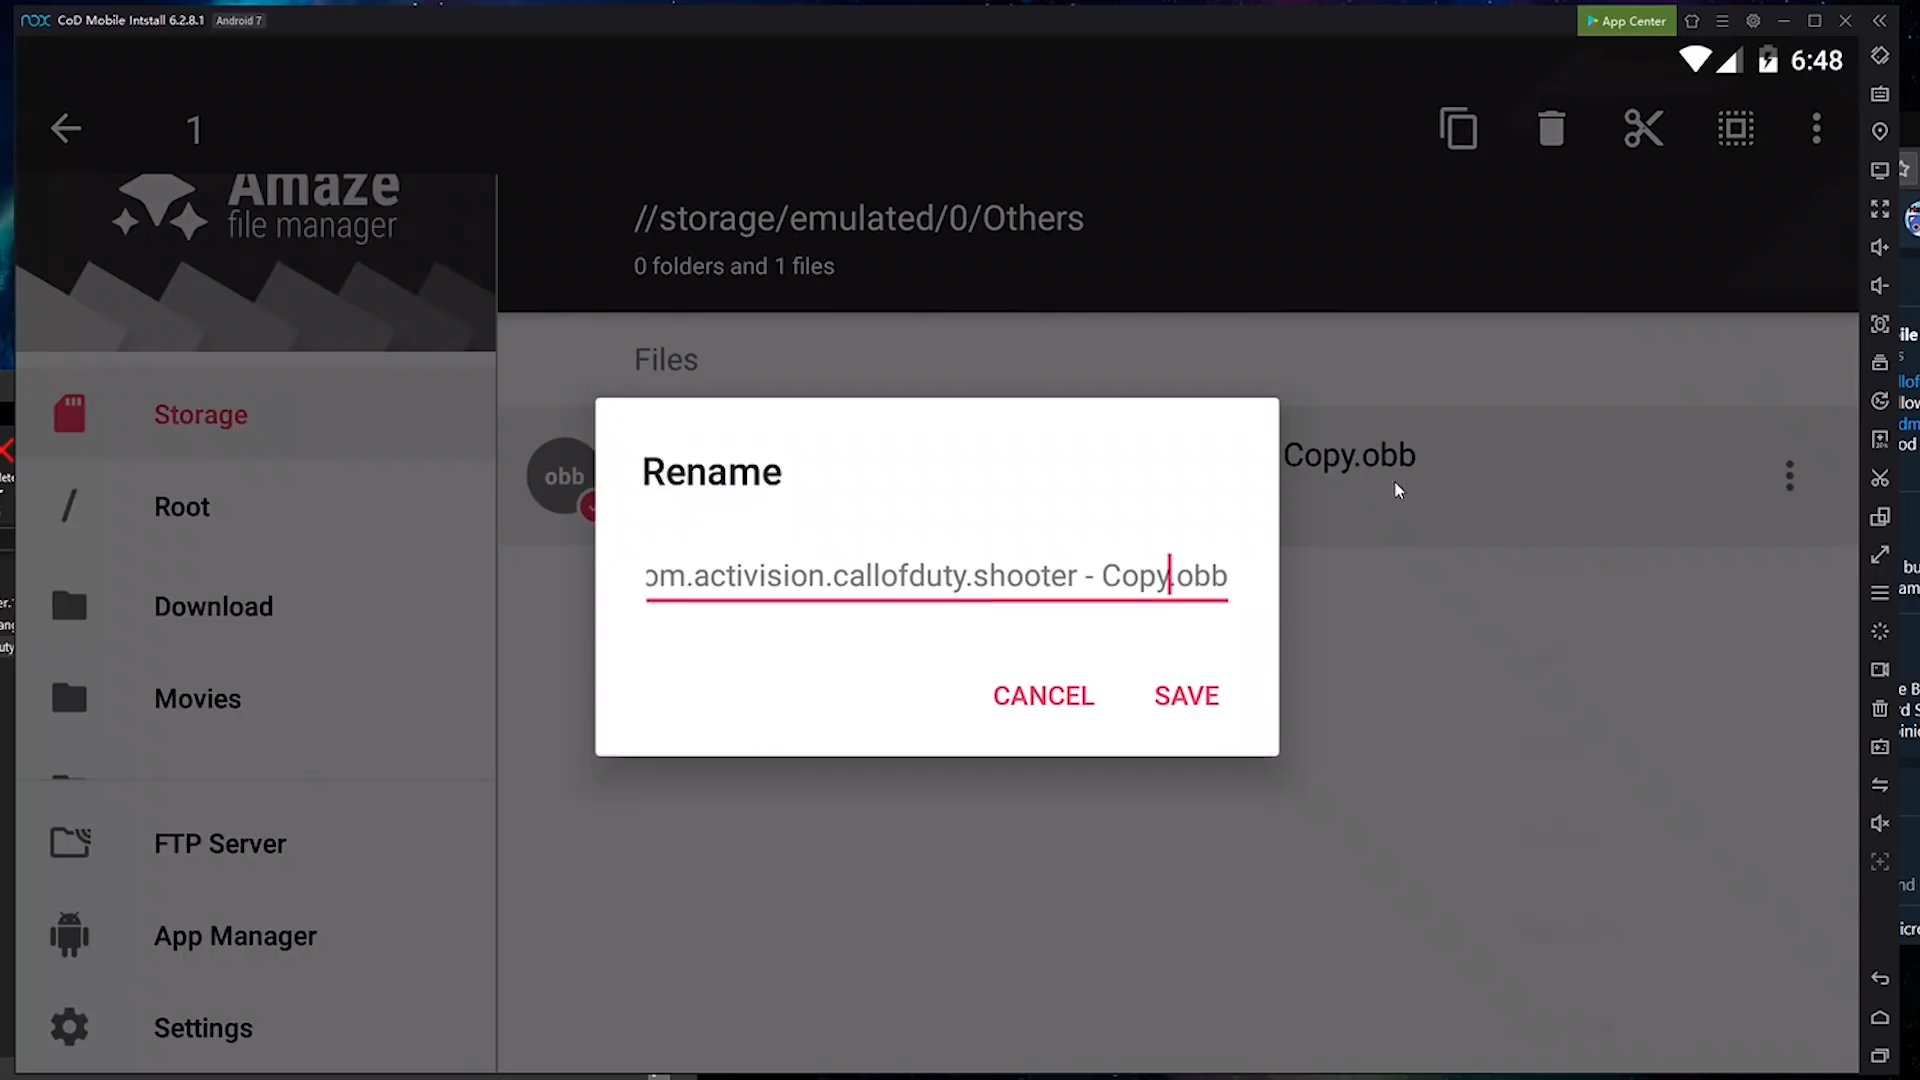 nox CoD Mobile Intstall 6.2.8.1 Android 7
App Center
6:48
1
Amaze
file manager
//storage/emulated/0/Others
0 folders and 1 files
Files
Storage
Root
Download
Movies
FTP Server
App Manager
Settings
obb
Copy.obb
Rename
om.activision.callofduty.shooter - Copy.obb
CANCEL
SAVE